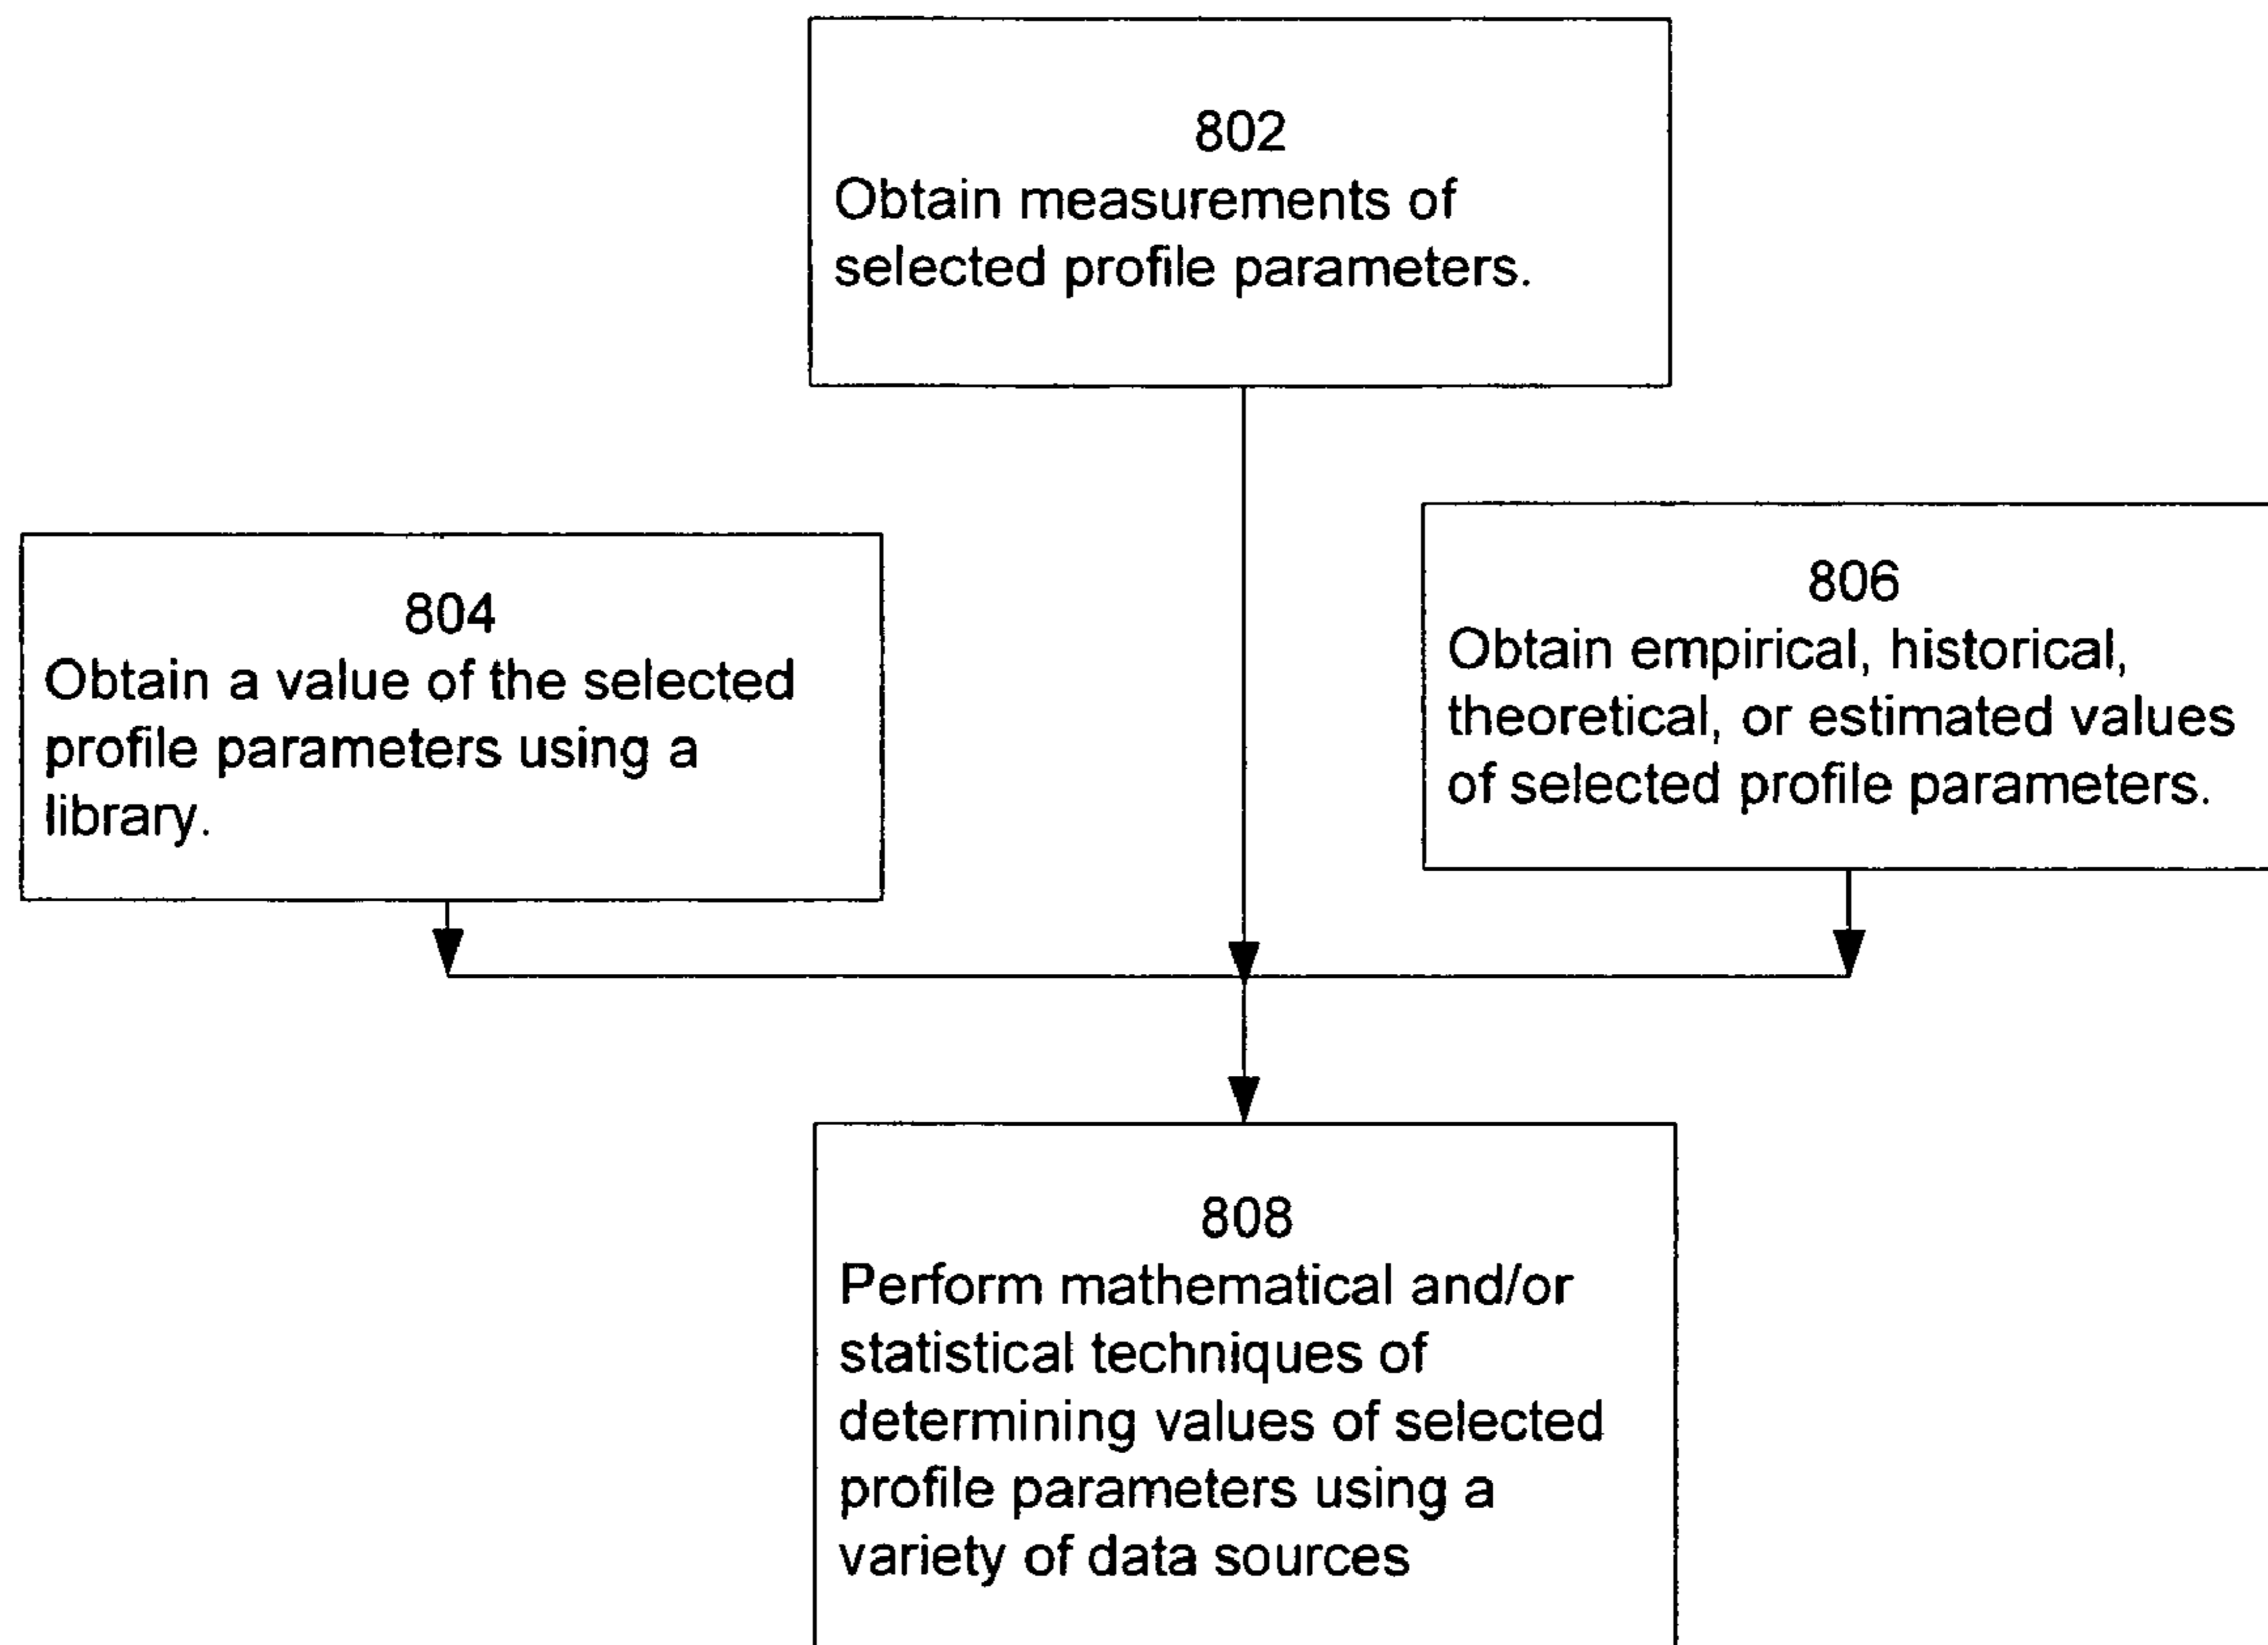 802
Obtain measurements of
selected profile parameters.
804
Obtain a value of the selected
profile parameters using a
library.
806
Obtain empirical, historical,
theoretical, or estimated values
of selected profile parameters.
808
Perform mathematical and/or
statistical techniques of
determining values of selected
profile parameters using a
variety of data sources